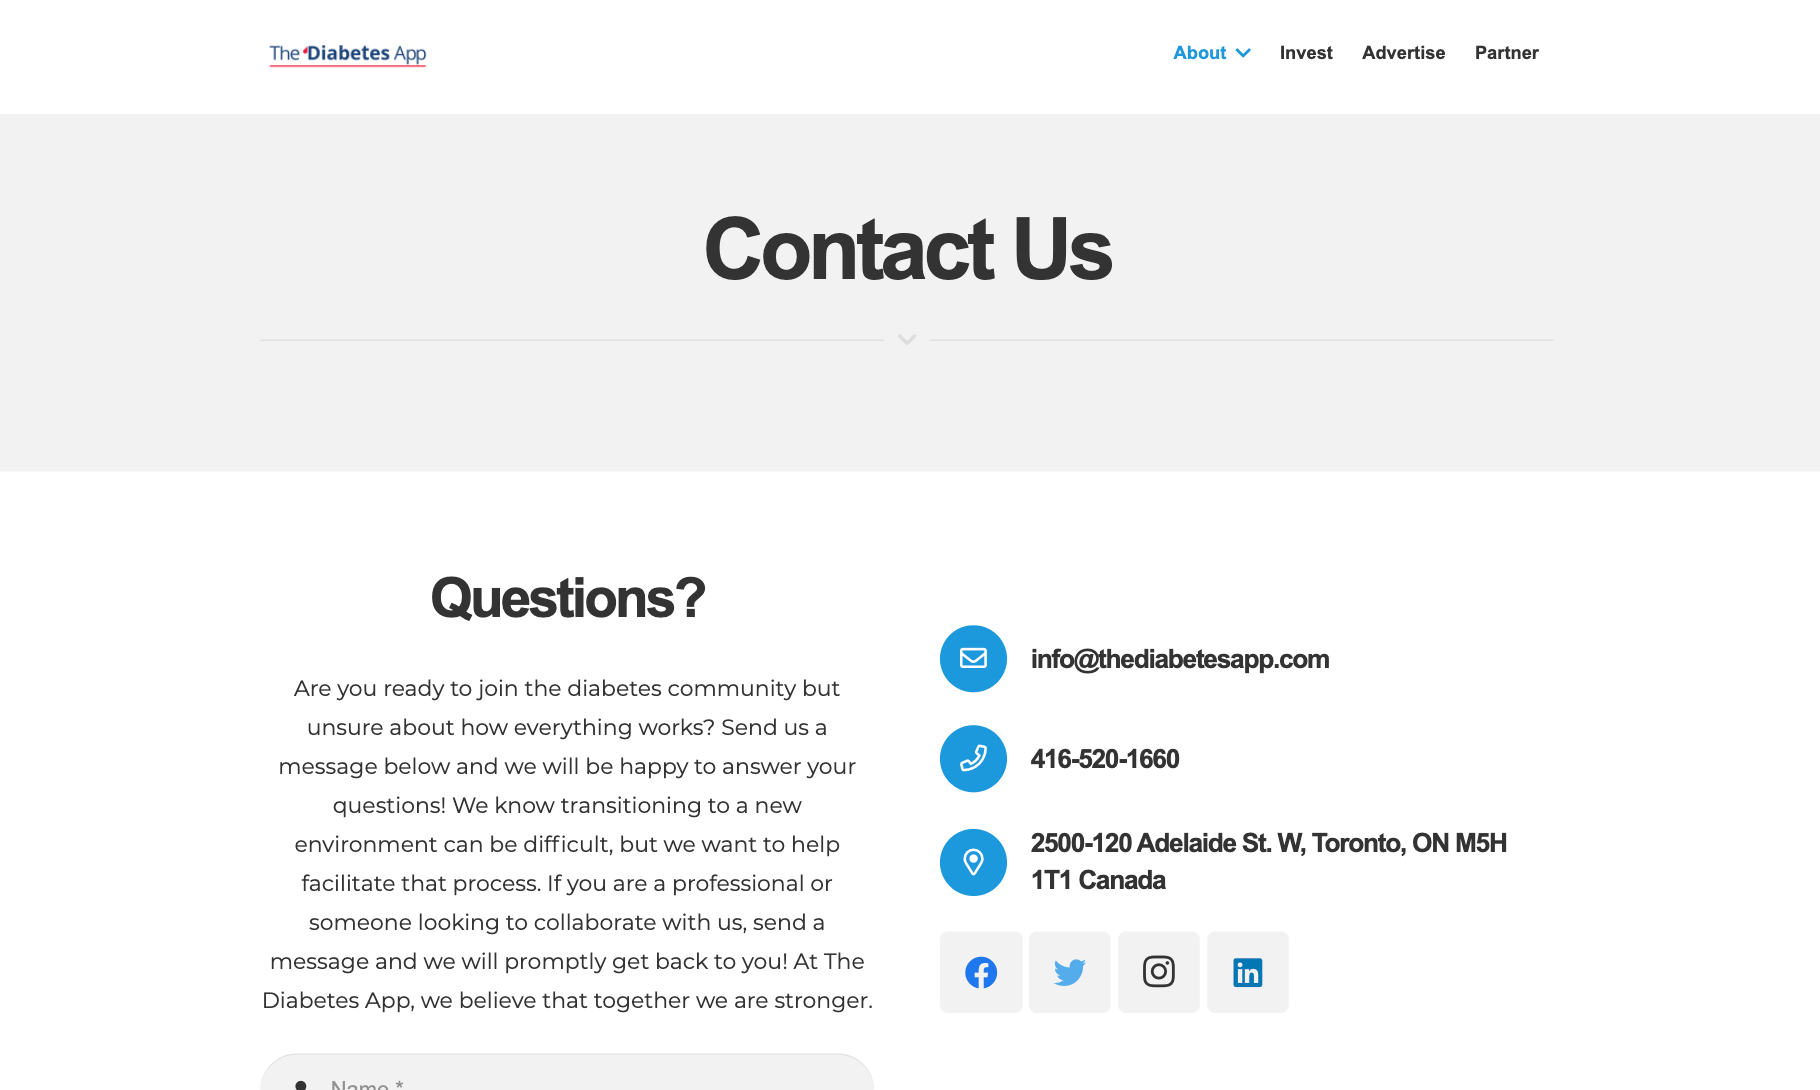 The Diabetes App
About
Invest
Advertise
Partner
Contact Us
Questions?
Are you ready to join the diabetes community but
unsure about how everything works? Send us a
message below and we will be happy to answer your
questions! We know transitioning to a new
environment can be difficult, but we want to help
facilitate that process. If you are a professional or
someone looking to collaborate with us, send a
message and we will promptly get back to you! At The
Diabetes App, we believe that together we are stronger.
Name *
info@thediabetesapp.com
416-520-1660
2500-120 Adelaide St. W, Toronto, ON M5H
1T1 Canada